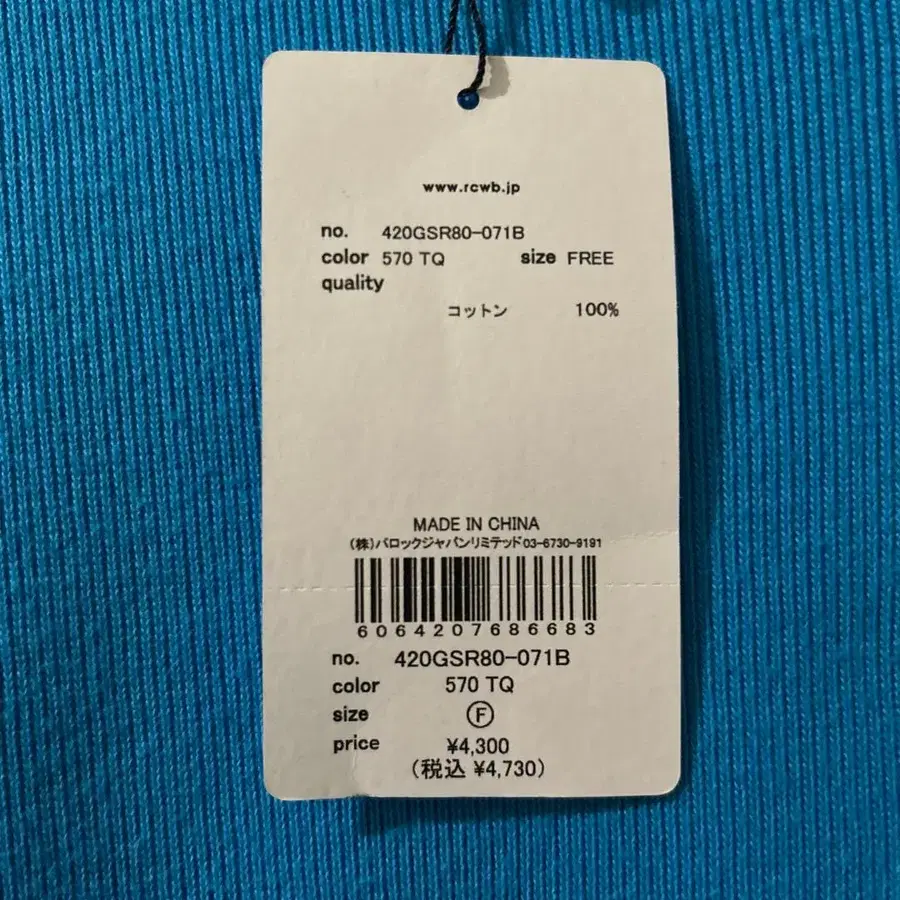 www.rcwb.jp
no. 420GSR80-071B
color 570 TQ size FREE
quality
コットン 100%
MADE IN CHINA
(株)バロックジャパンリミテッド03-6730-9191
6064207686683
no. 420GSR80-071B
color 570 TQ
size Ⓕ
price ¥4,300
(税込 ¥4,730)